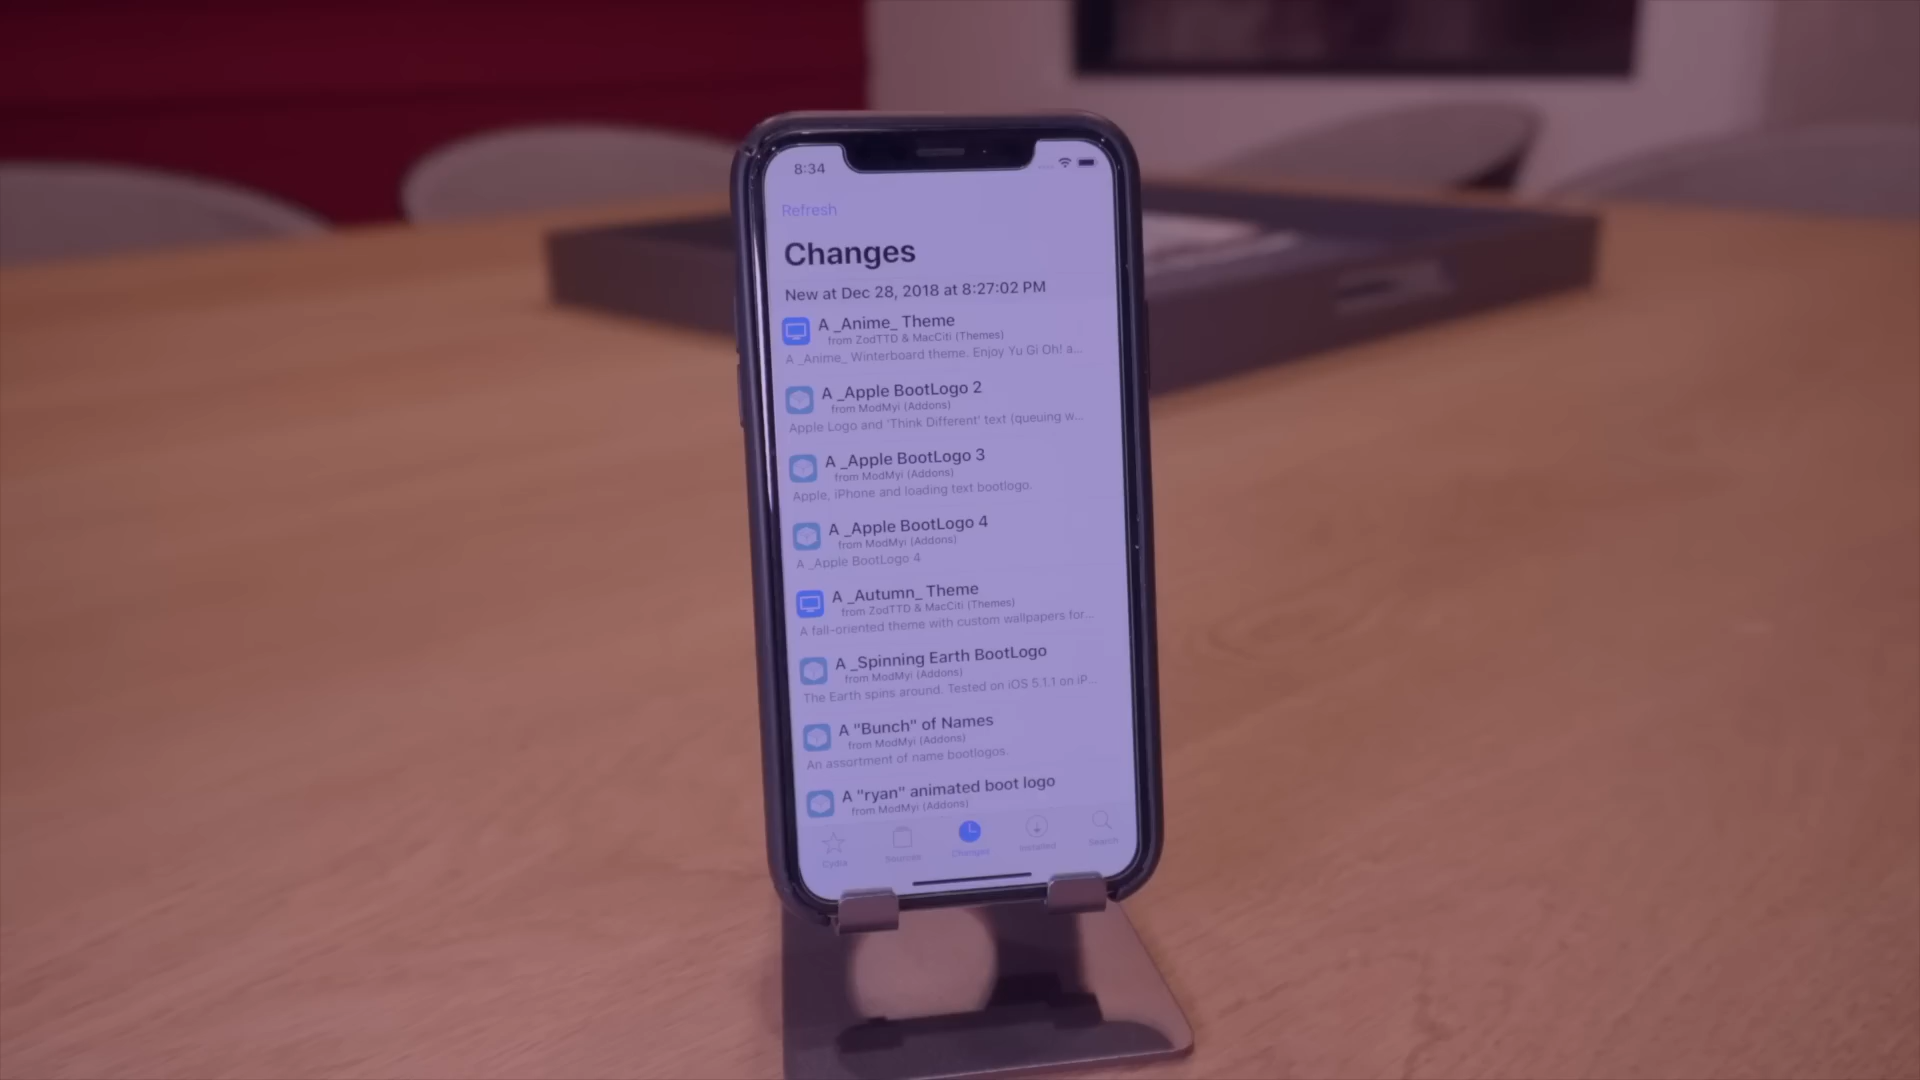 8:34
Refresh
Changes
New at Dec 28, 2018 at 8:27:02 PM
A _Anime_ Theme
from ZodTTD & MacCiti (Themes)
A _Anime_ Winterboard theme. Enjoy Yu Gi Oh! a...
A _Apple BootLogo 2
from ModMyi (Addons)
Apple Logo and 'Think Different' text (queuing w...
A _Apple BootLogo 3
from ModMyi (Addons)
Apple, iPhone and loading text bootlogo.
A _Apple BootLogo 4
from ModMyi (Addons)
A _Apple BootLogo 4
A _Autumn_ Theme
from ZodTTD & MacCiti (Themes)
A fall-oriented theme with custom wallpapers for...
A _Spinning Earth BootLogo
from ModMyi (Addons)
The Earth spins around. Tested on iOS 5.1.1 on iP...
A "Bunch" of Names
from ModMyi (Addons)
An assortment of name bootlogos.
A "ryan" animated boot logo
from ModMyi (Addons)
Cydia Sources Changes Installed Search